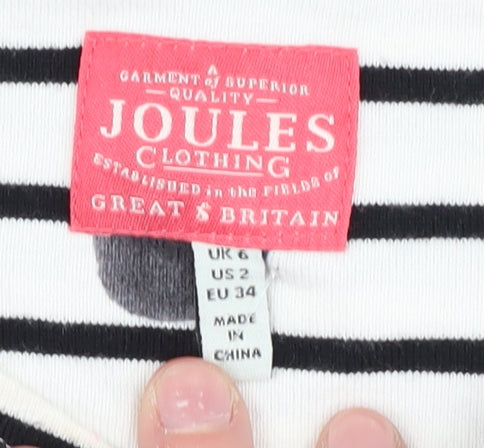 A
GARMENT of SUPERIOR
QUALITY
JOULES
CLOTHING
ESTABLISHED in the FIELDS of
GREAT & BRITAIN
UK 6
US 2
EU 34
MADE
IN
CHINA